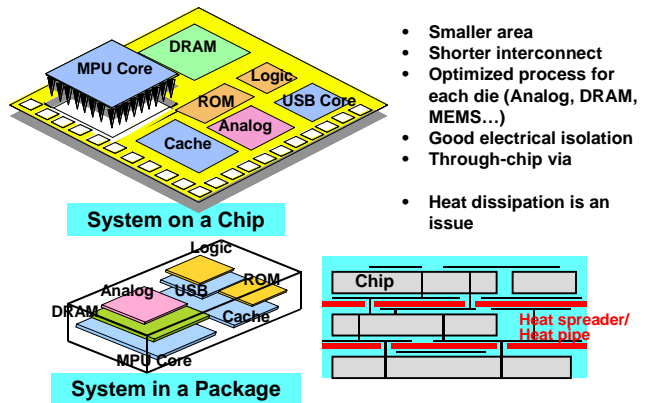 DRAM
MPU Core
Logic
ROM
USB Core
Analog
Cache
System on a Chip
• Smaller area
• Shorter interconnect
• Optimized process for
each die (Analog, DRAM,
MEMS…)
• Good electrical isolation
• Through-chip via
• Heat dissipation is an
issue
Logic
Analog
USB
ROM
DRAM
Cache
MPU Core
System in a Package
Chip
Heat spreader/
Heat pipe